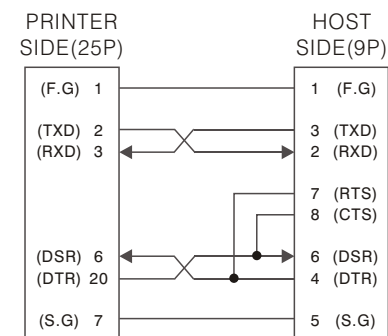 PRINTER SIDE(25P)
HOST SIDE(9P)
(F.G) 1
1 (F.G)
(TXD) 2
3 (TXD)
(RXD) 3
2 (RXD)
7 (RTS)
8 (CTS)
(DSR) 6
6 (DSR)
(DTR) 20
4 (DTR)
(S.G) 7
5 (S.G)